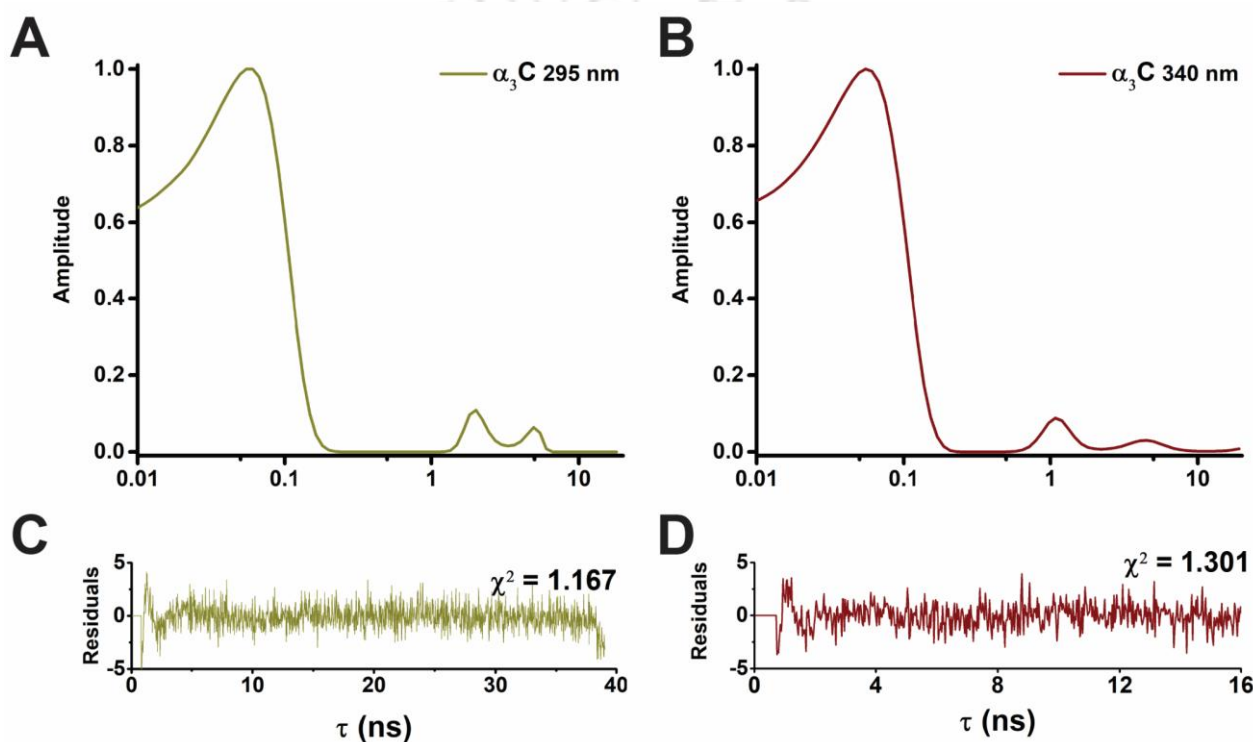 A
B
α₃C 295 nm
α₃C 340 nm
Amplitude
1.0
0.8
0.6
0.4
0.2
0.0
0.01
0.1
1
10
Amplitude
1.0
0.8
0.6
0.4
0.2
0.0
0.01
0.1
1
10
C
D
χ² = 1.167
χ² = 1.301
Residuals
5
0
-5
0
10
20
30
40
τ (ns)
Residuals
5
0
-5
0
4
8
12
16
τ (ns)